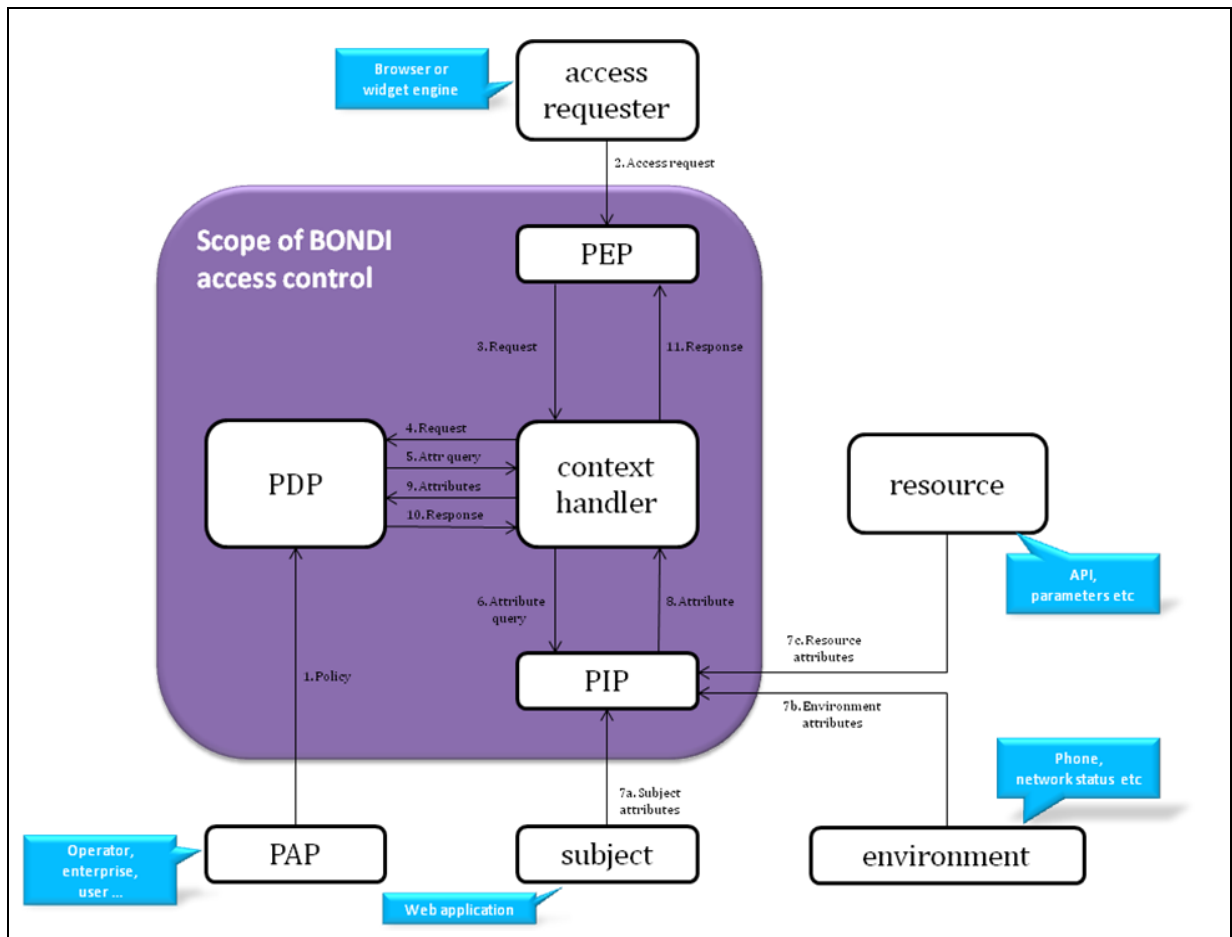 Browser or
widget engine
access
requester
2.Access request
Scope of BONDI
access control
PEP
3.Request
11.Response
4.Request
5.Attr query
9.Attributes
10.Response
PDP
context
handler
resource
API,
parameters etc
6.Attribute
query
8.Attribute
7c.Resource
attributes
1.Policy
PIP
7b.Environment
attributes
Phone,
network status etc
7a.Subject
attributes
Operator,
enterprise,
user ...
PAP
subject
environment
Web application